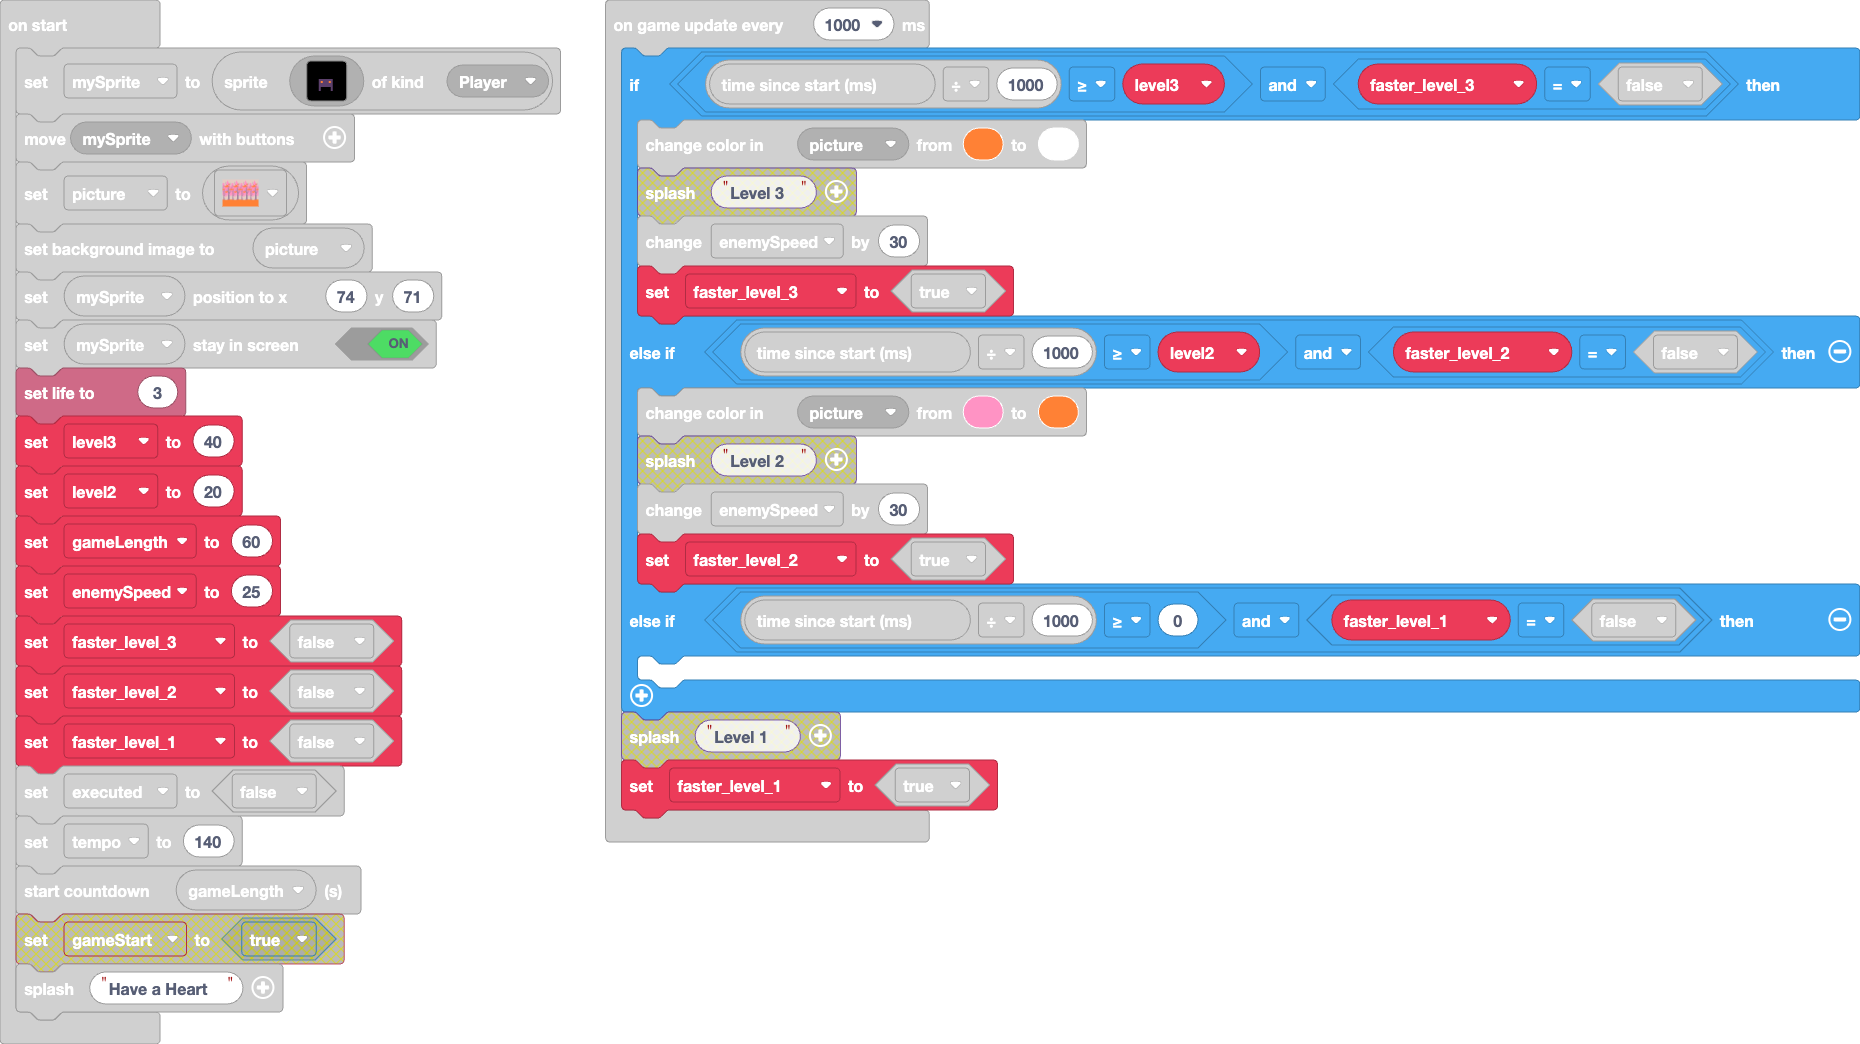 on start
set mySprite to sprite of kind Player
move mySprite with buttons
set picture to
set background image to picture
set mySprite position to x 74 y 71
set mySprite stay in screen ON
set life to 3
set level3 to 40
set level2 to 20
set gameLength to 60
set enemySpeed to 25
set faster_level_3 to false
set faster_level_2 to false
set faster_level_1 to false
set executed to false
set tempo to 140
start countdown gameLength (s)
set gameStart to true
splash "Have a Heart"
on game update every 1000 ms
if time since start (ms) ÷ 1000 ≥ level3 and faster_level_3 = false then
change color in picture from to
splash "Level 3"
change enemySpeed by 30
set faster_level_3 to true
else if time since start (ms) ÷ 1000 ≥ level2 and faster_level_2 = false then
change color in picture from to
splash "Level 2"
change enemySpeed by 30
set faster_level_2 to true
else if time since start (ms) ÷ 1000 ≥ 0 and faster_level_1 = false then
splash "Level 1"
set faster_level_1 to true